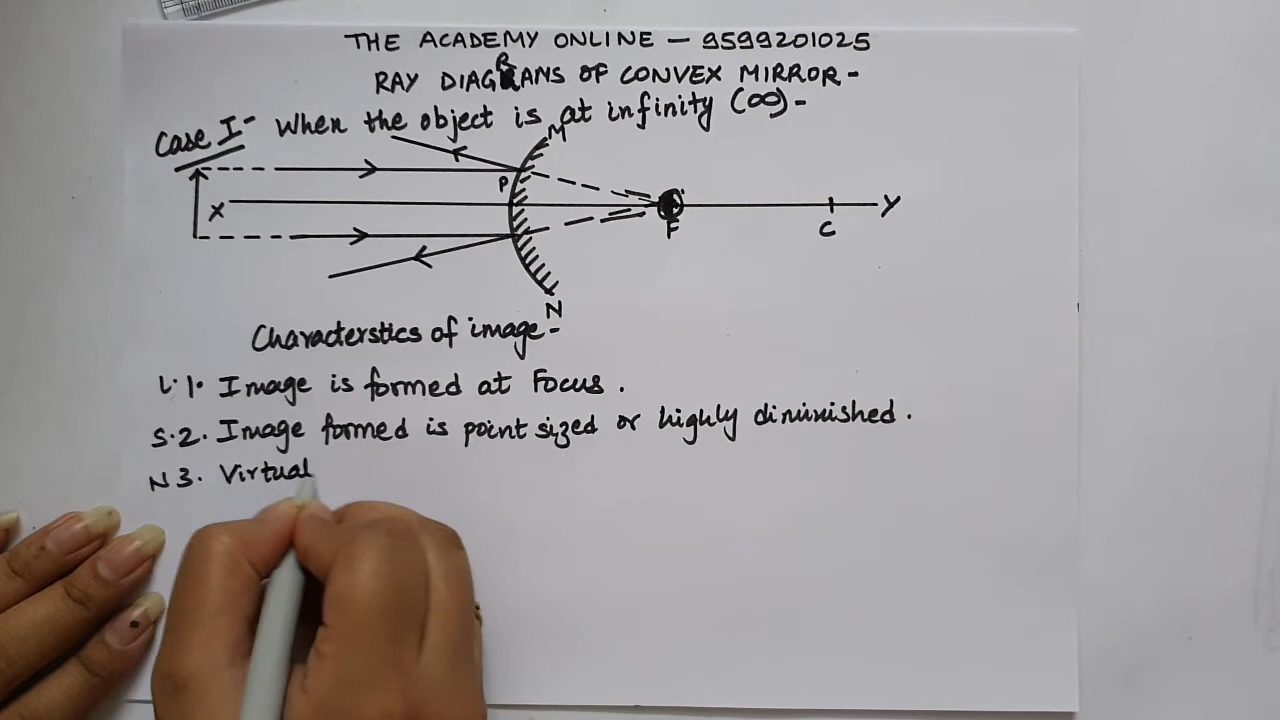 THE ACADEMY ONLINE - 9599201025
RAY DIAGRANS OF CONVEX MIRROR-
Case I- When the object is at infinity (∞)-
M
P
X
F
C
Y
N
Characterstics of image-
L.1. Image is formed at Focus.
S.2. Image formed is point sized or highly diminished.
N 3. Virtual